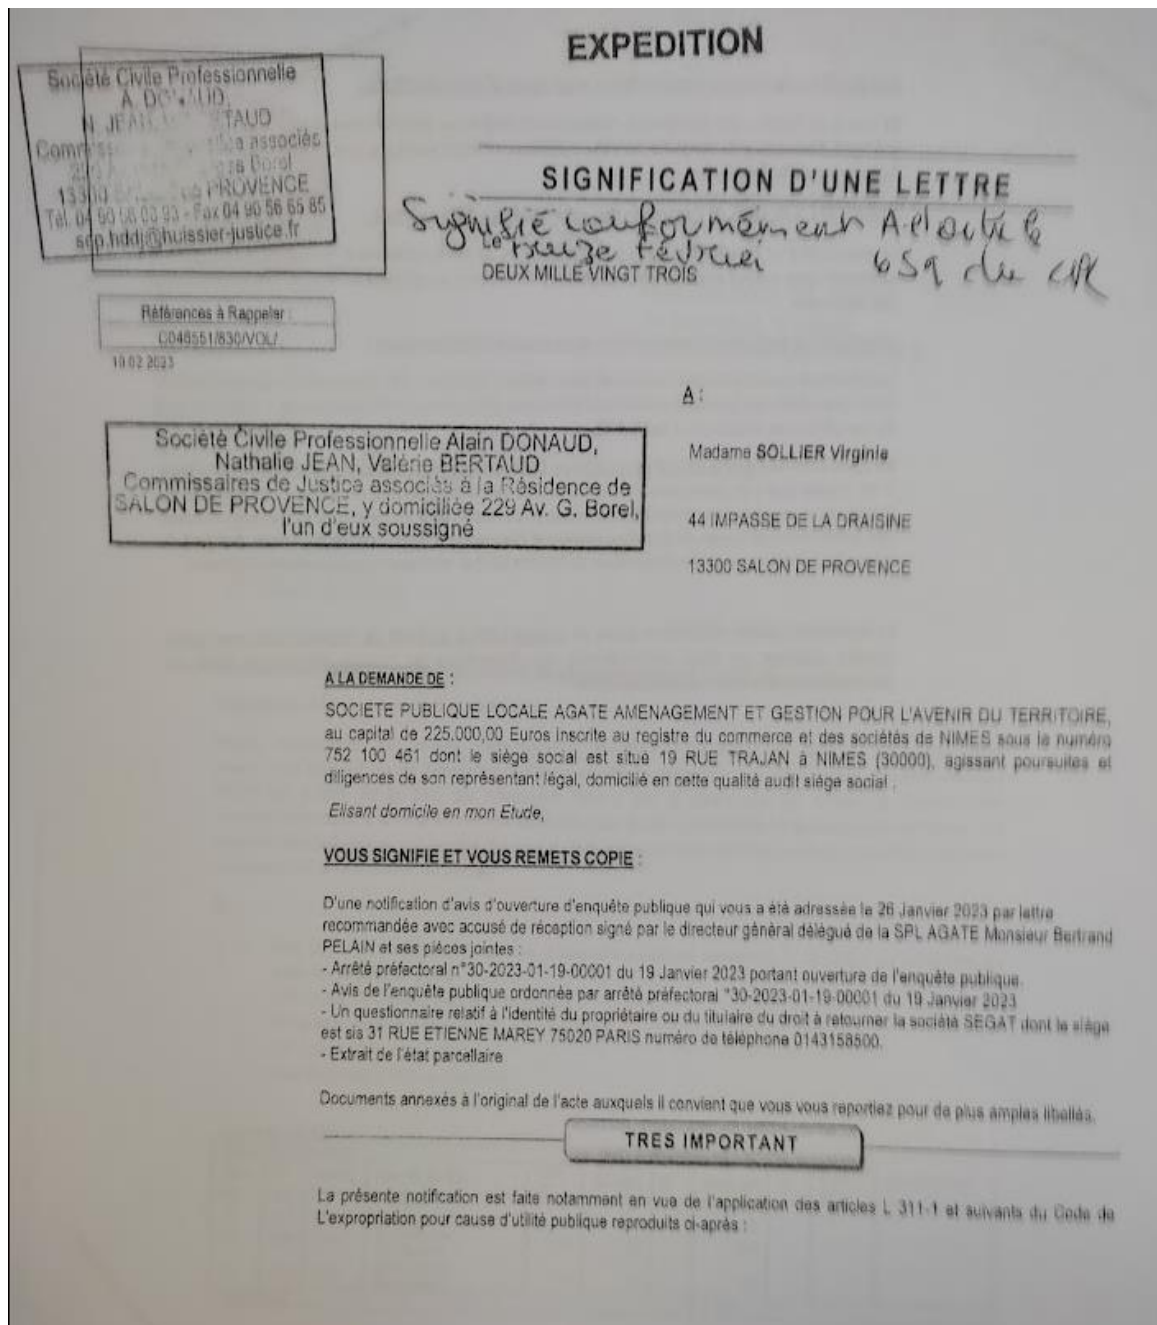 EXPEDITION
Société Civile Professionnelle
A. DONAUD,
N. JEAN, TAUD
associés
Borel
PROVENCE
Tél. 04 90 56 00 93 - Fax 04 90 56 65 85
scp.hddj@huissier-justice.fr
SIGNIFICATION D'UNE LETTRE
Signifié conformément A l'article
Le treize Février 659 du CPC
DEUX MILLE VINGT TROIS
Références à Rappeler :
C046551/830/VOL/
A :
Société Civile Professionnelle Alain DONAUD,
Nathalie JEAN, Valérie BERTAUD
Commissaires de Justice associés à la Résidence de
SALON DE PROVENCE, y domiciliée 229 Av. G. Borel,
l'un d'eux soussigné
Madame SOLLIER Virginie
44 IMPASSE DE LA DRAISINE
13300 SALON DE PROVENCE
A LA DEMANDE DE :
SOCIETE PUBLIQUE LOCALE AGATE AMENAGEMENT ET GESTION POUR L'AVENIR DU TERRITOIRE,
au capital de 225.000,00 Euros inscrite au registre du commerce et des sociétés de NIMES sous le numéro
752 100 461 dont le siège social est situé 19 RUE TRAJAN à NIMES (30000), agissant poursuites et
diligences de son représentant légal, domicilié en cette qualité audit siège social .
Elisant domicile en mon Etude,
VOUS SIGNIFIE ET VOUS REMETS COPIE :
D'une notification d'avis d'ouverture d'enquête publique qui vous a été adressée le 26 Janvier 2023 par lettre
recommandée avec accusé de réception signé par le directeur général délégué de la SPL AGATE Monsieur Bertrand
PELAIN et ses pièces jointes :
- Arrêté préfectoral n°30-2023-01-19-00001 du 19 Janvier 2023 portant ouverture de l'enquête publique.
- Avis de l'enquête publique ordonnée par arrêté préfectoral °30-2023-01-19-00001 du 19 Janvier 2023
- Un questionnaire relatif à l'identité du propriétaire ou du titulaire du droit à retourner la société SEGAT dont le siège
est sis 31 RUE ETIENNE MAREY 75020 PARIS numéro de téléphone 0143158500.
- Extrait de l'état parcellaire
Documents annexés à l'original de l'acte auxquels il convient que vous vous reportiez pour de plus amples libellés.
TRES IMPORTANT
La présente notification est faite notamment en vue de l'application des articles L 311-1 et suivants du Code de
L'expropriation pour cause d'utilité publique reproduits ci-après :